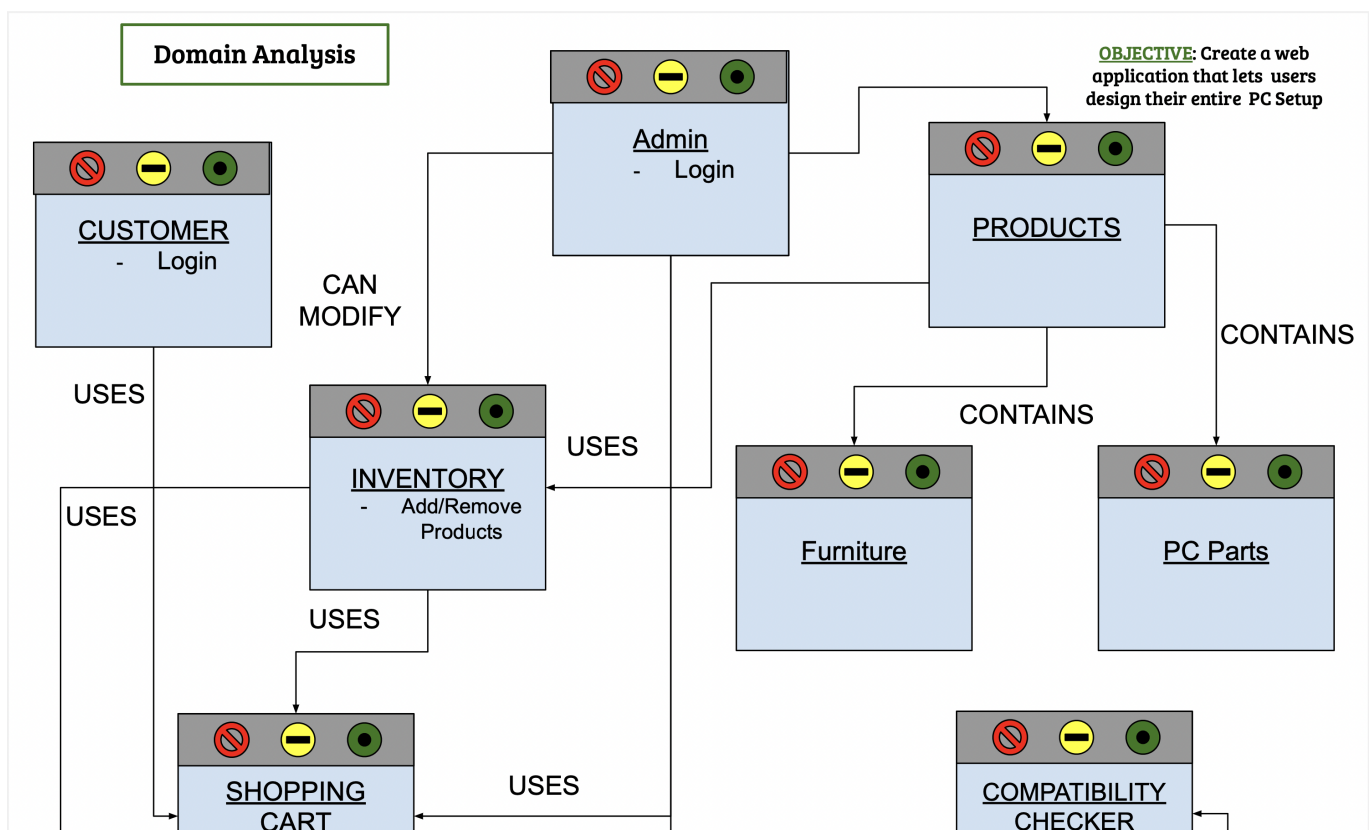 Domain Analysis
OBJECTIVE: Create a web
application that lets users
design their entire PC Setup
Admin
- Login
CUSTOMER
- Login
PRODUCTS
CAN
MODIFY
CONTAINS
USES
CONTAINS
USES
INVENTORY
- Add/Remove
Products
USES
Furniture
PC Parts
USES
SHOPPING
CART
USES
COMPATIBILITY
CHECKER